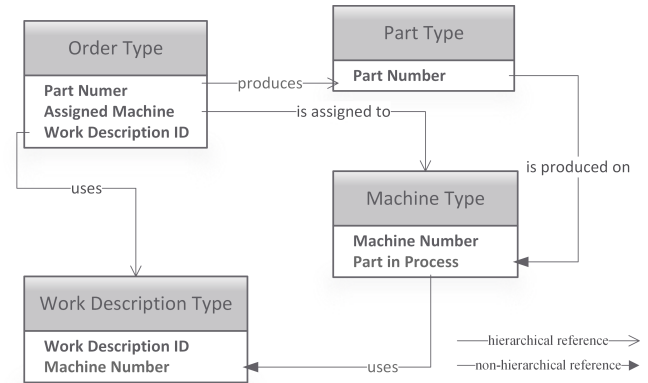 Order Type
Part Numer
Assigned Machine
Work Description ID
produces
Part Type
Part Number
is assigned to
is produced on
uses
Machine Type
Machine Number
Part in Process
Work Description Type
Work Description ID
Machine Number
uses
hierarchical reference
non-hierarchical reference